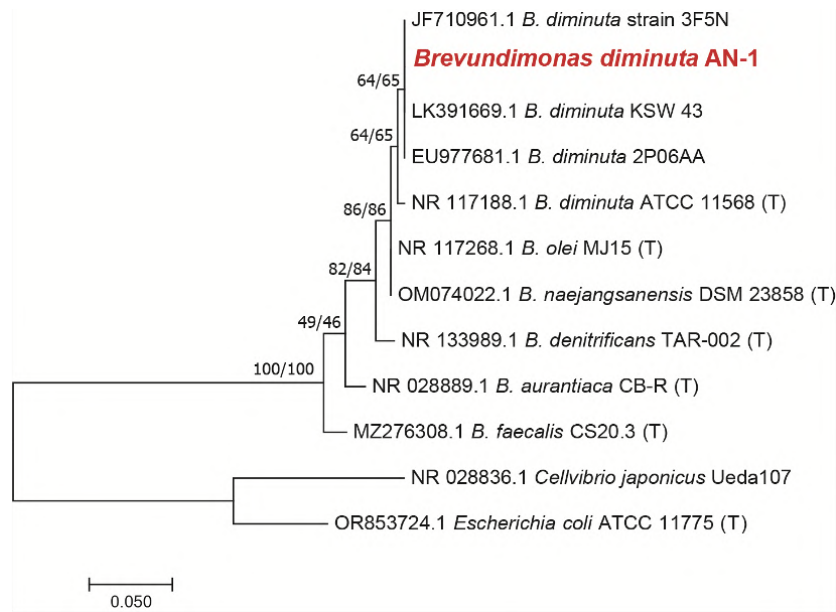 JF710961.1 B. diminuta strain 3F5N
Brevundimonas diminuta AN-1
64/65
LK391669.1 B. diminuta KSW 43
64/65
EU977681.1 B. diminuta 2P06AA
NR 117188.1 B. diminuta ATCC 11568 (T)
86/86
NR 117268.1 B. olei MJ15 (T)
82/84
OM074022.1 B. naejangsanensis DSM 23858 (T)
49/46
NR 133989.1 B. denitrificans TAR-002 (T)
100/100
NR 028889.1 B. aurantiaca CB-R (T)
MZ276308.1 B. faecalis CS20.3 (T)
NR 028836.1 Cellvibrio japonicus Ueda107
OR853724.1 Escherichia coli ATCC 11775 (T)
0.050